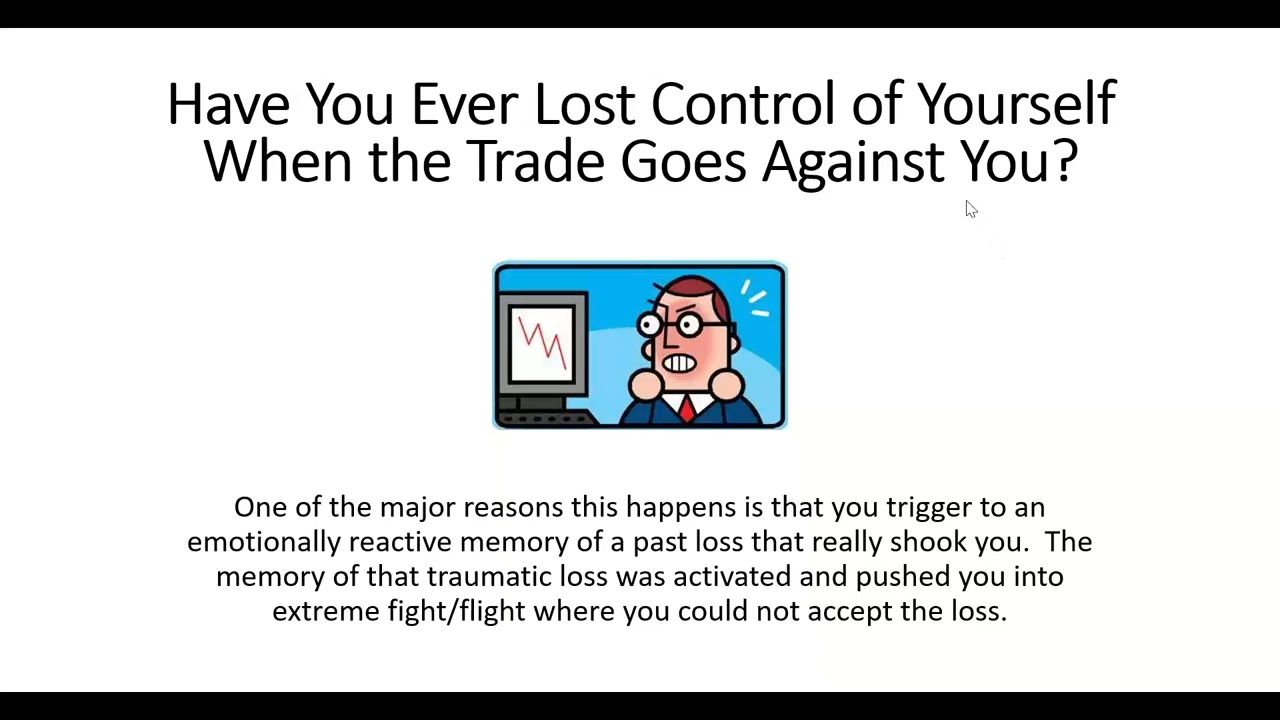 Have You Ever Lost Control of Yourself
When the Trade Goes Against You?
One of the major reasons this happens is that you trigger to an
emotionally reactive memory of a past loss that really shook you.  The
memory of that traumatic loss was activated and pushed you into
extreme fight/flight where you could not accept the loss.